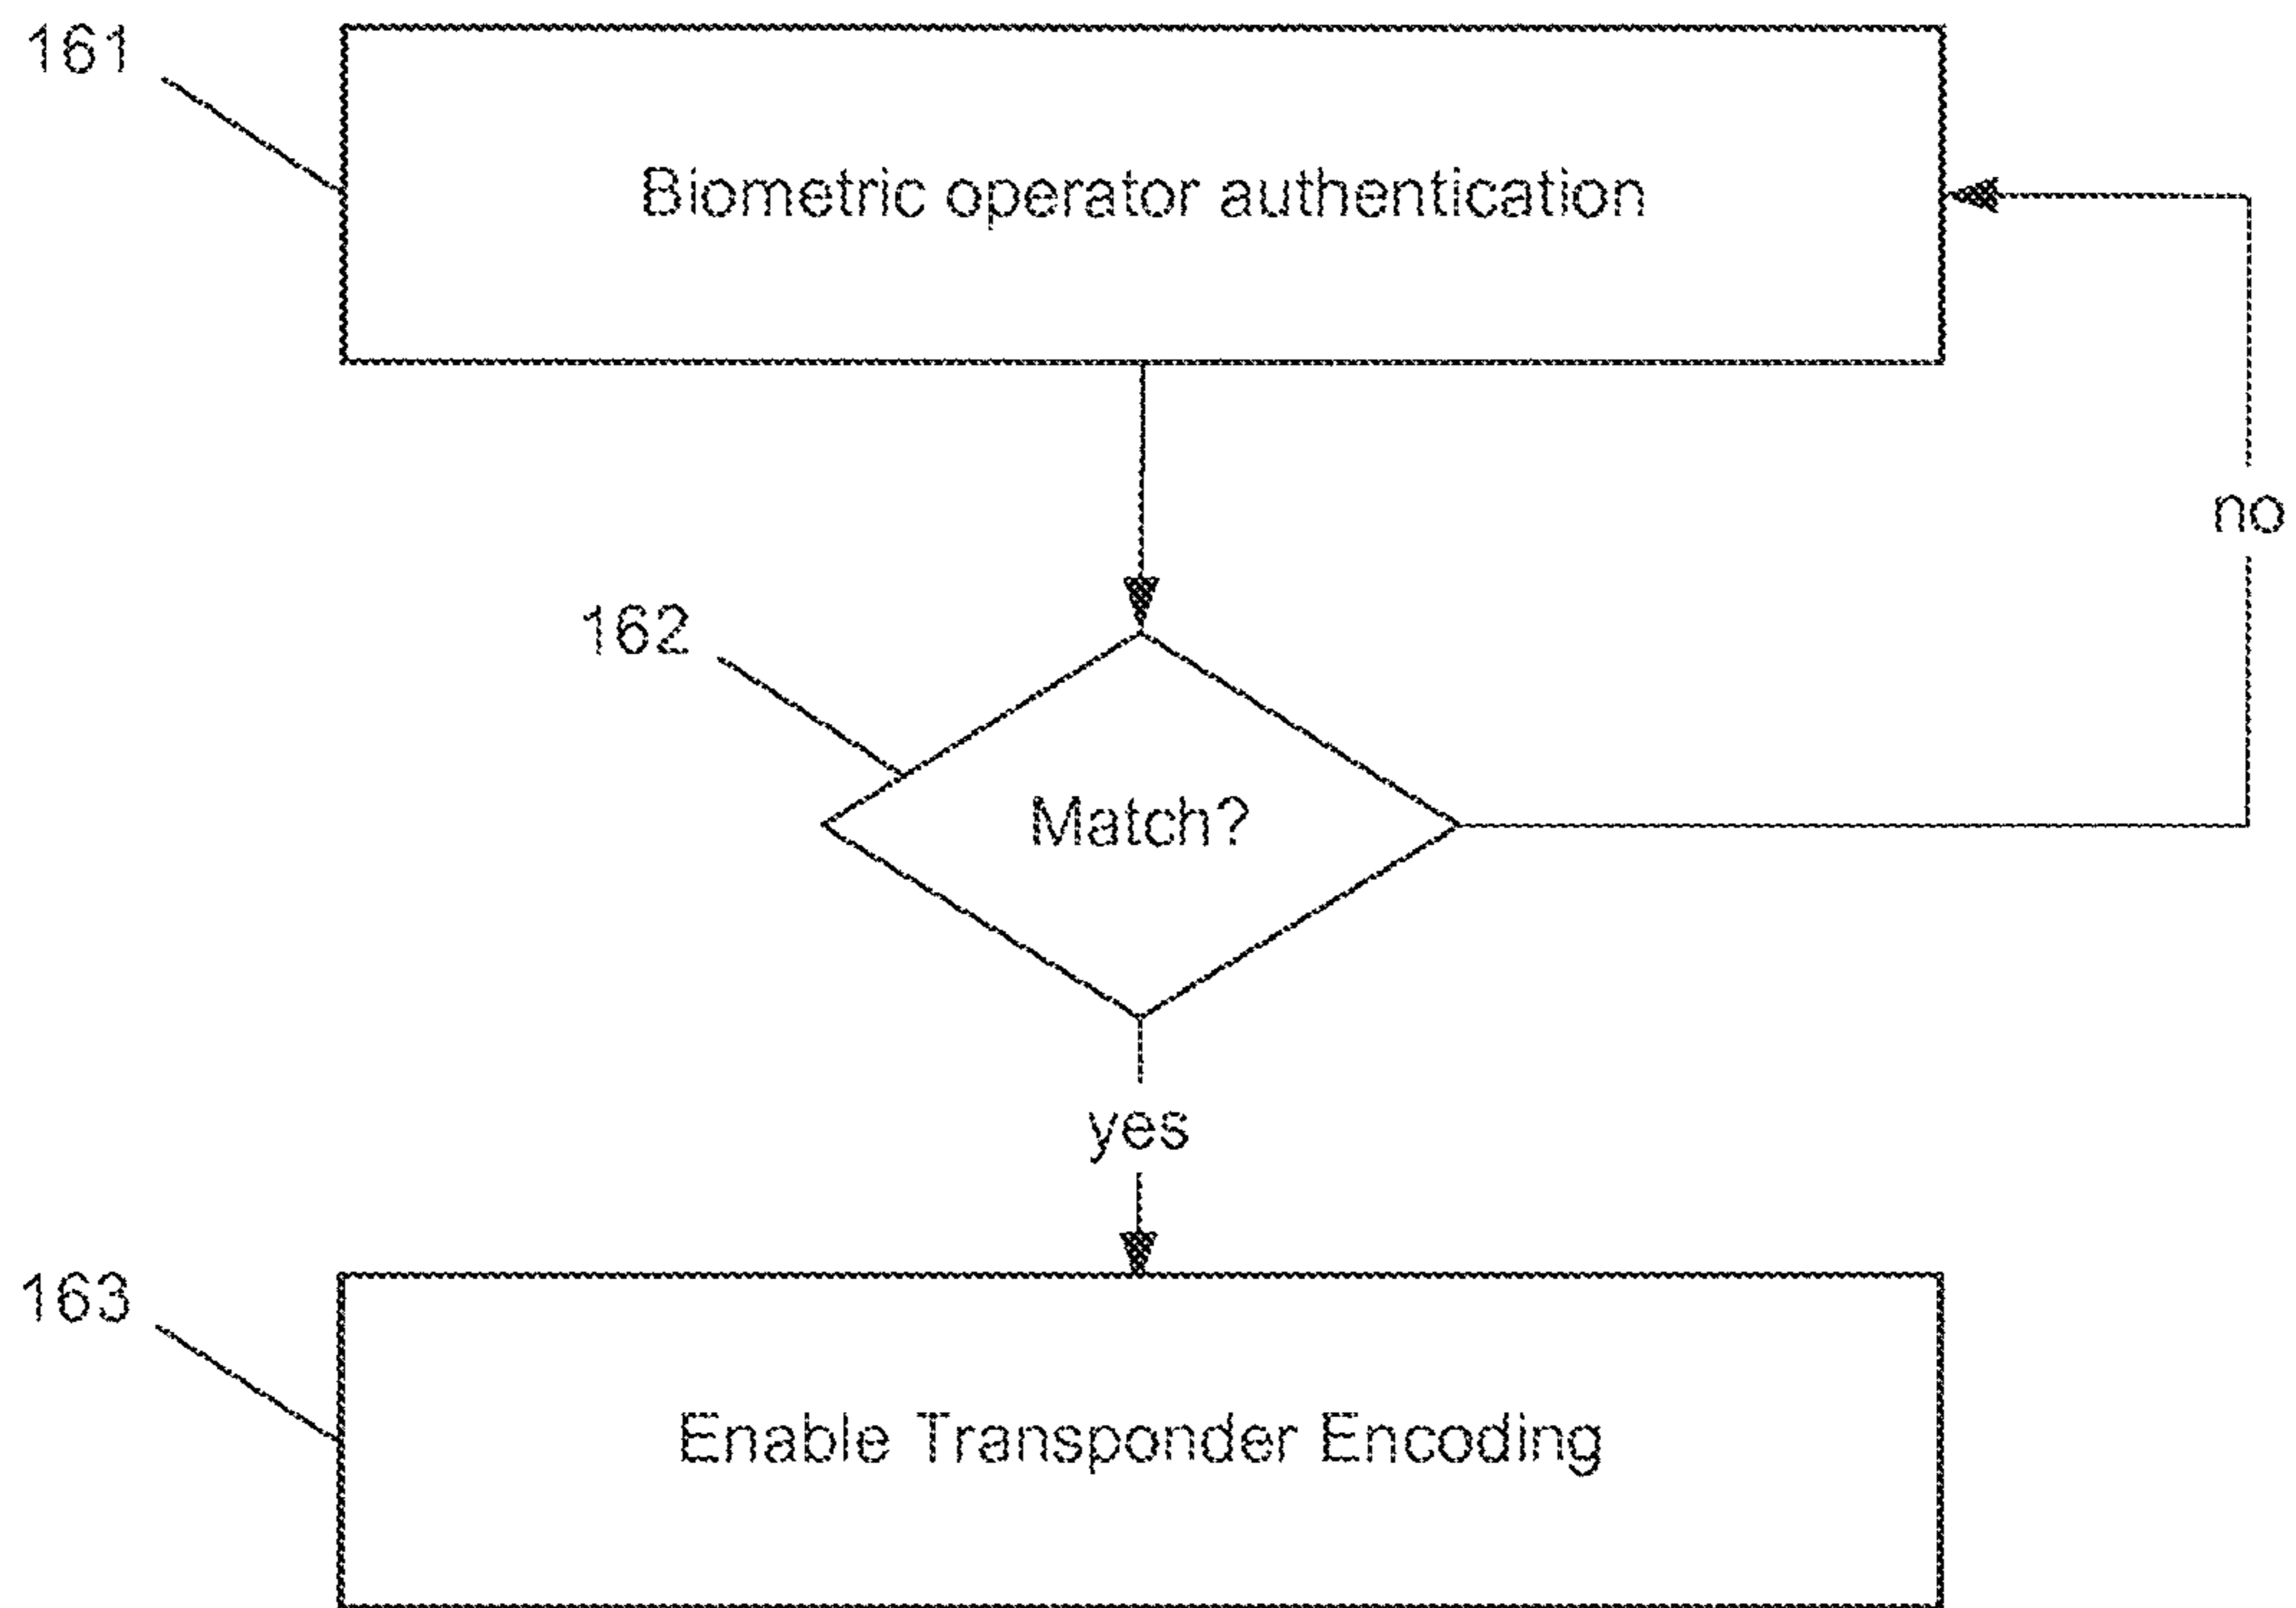 161
Biometric operator authentication
no
162
Match?
yes
163
Enable Transponder Encoding